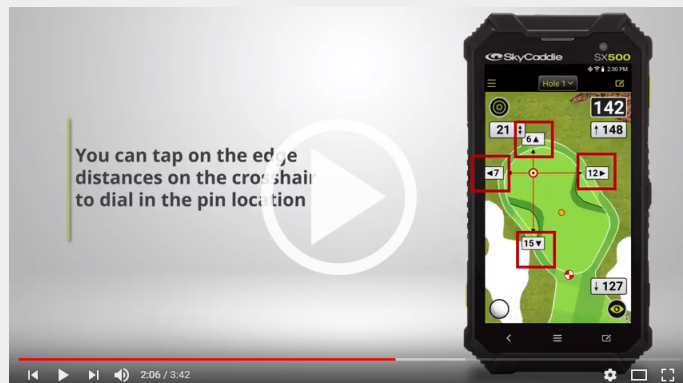 SkyCaddie SX500
2:30 PM
Hole 1
142
21
148
6▲
◄7
12►
15▼
127
You can tap on the edge
distances on the crosshair
to dial in the pin location
2:06 / 3:42